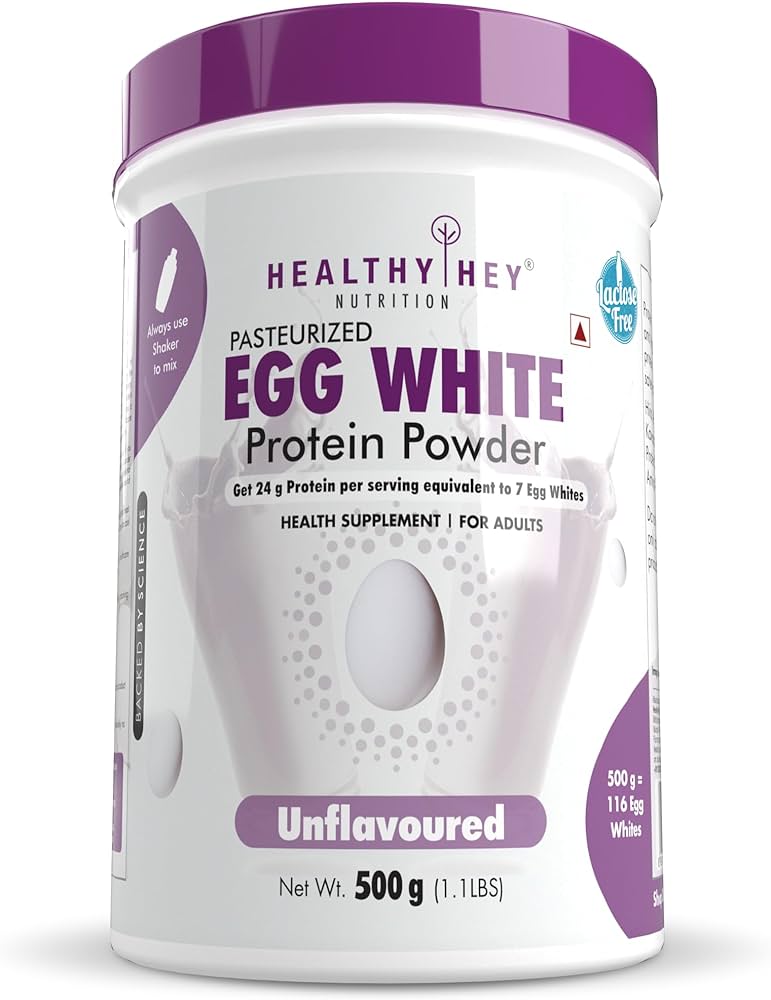 HEALTHY HEY®
NUTRITION
Lactose
Free
Always use
Shaker
to mix
PASTEURIZED
EGG WHITE
Protein Powder
Get 24 g Protein per serving equivalent to 7 Egg Whites
HEALTH SUPPLEMENT | FOR ADULTS
BACKED BY SCIENCE
500 g =
116 Egg
Whites
Unflavoured
Net Wt. 500 g (1.1LBS)